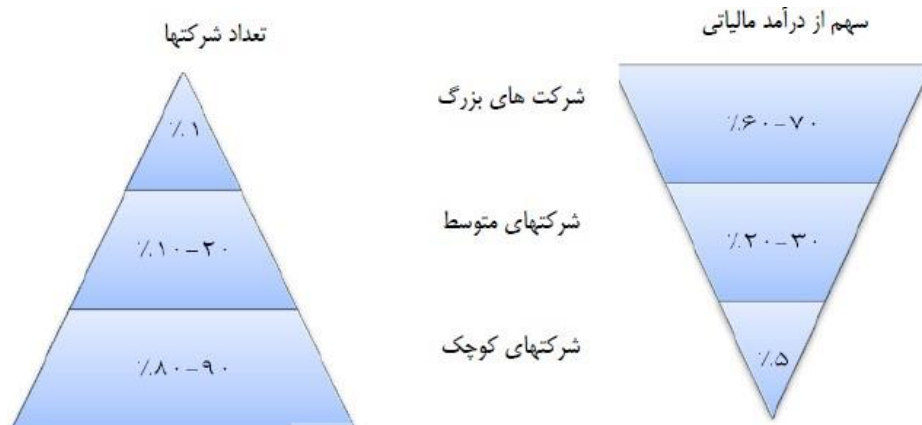 سهم از درآمد مالیاتی
تعداد شرکتها
شرکت های بزرگ
٪۶۰-۷۰
٪۱
شرکتهای متوسط
٪۲۰-۳۰
٪۱۰-۲۰
شرکتهای کوچک
٪۵
٪۸۰-۹۰